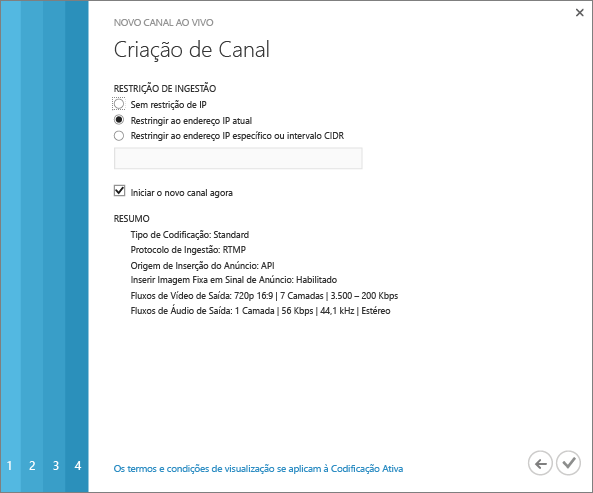 NOVO CANAL AO VIVO
Criação de Canal
RESTRIÇÃO DE INGESTÃO
Sem restrição de IP
Restringir ao endereço IP atual
Restringir ao endereço IP específico ou intervalo CIDR
Iniciar o novo canal agora
RESUMO
Tipo de Codificação: Standard
Protocolo de Ingestão: RTMP
Origem de Inserção do Anúncio: API
Inserir Imagem Fixa em Sinal de Anúncio: Habilitado
Fluxos de Vídeo de Saída: 720p 16:9 | 7 Camadas | 3.500 – 200 Kbps
Fluxos de Áudio de Saída: 1 Camada | 56 Kbps | 44,1 kHz | Estéreo
1 2 3 4
Os termos e condições de visualização se aplicam à Codificação Ativa